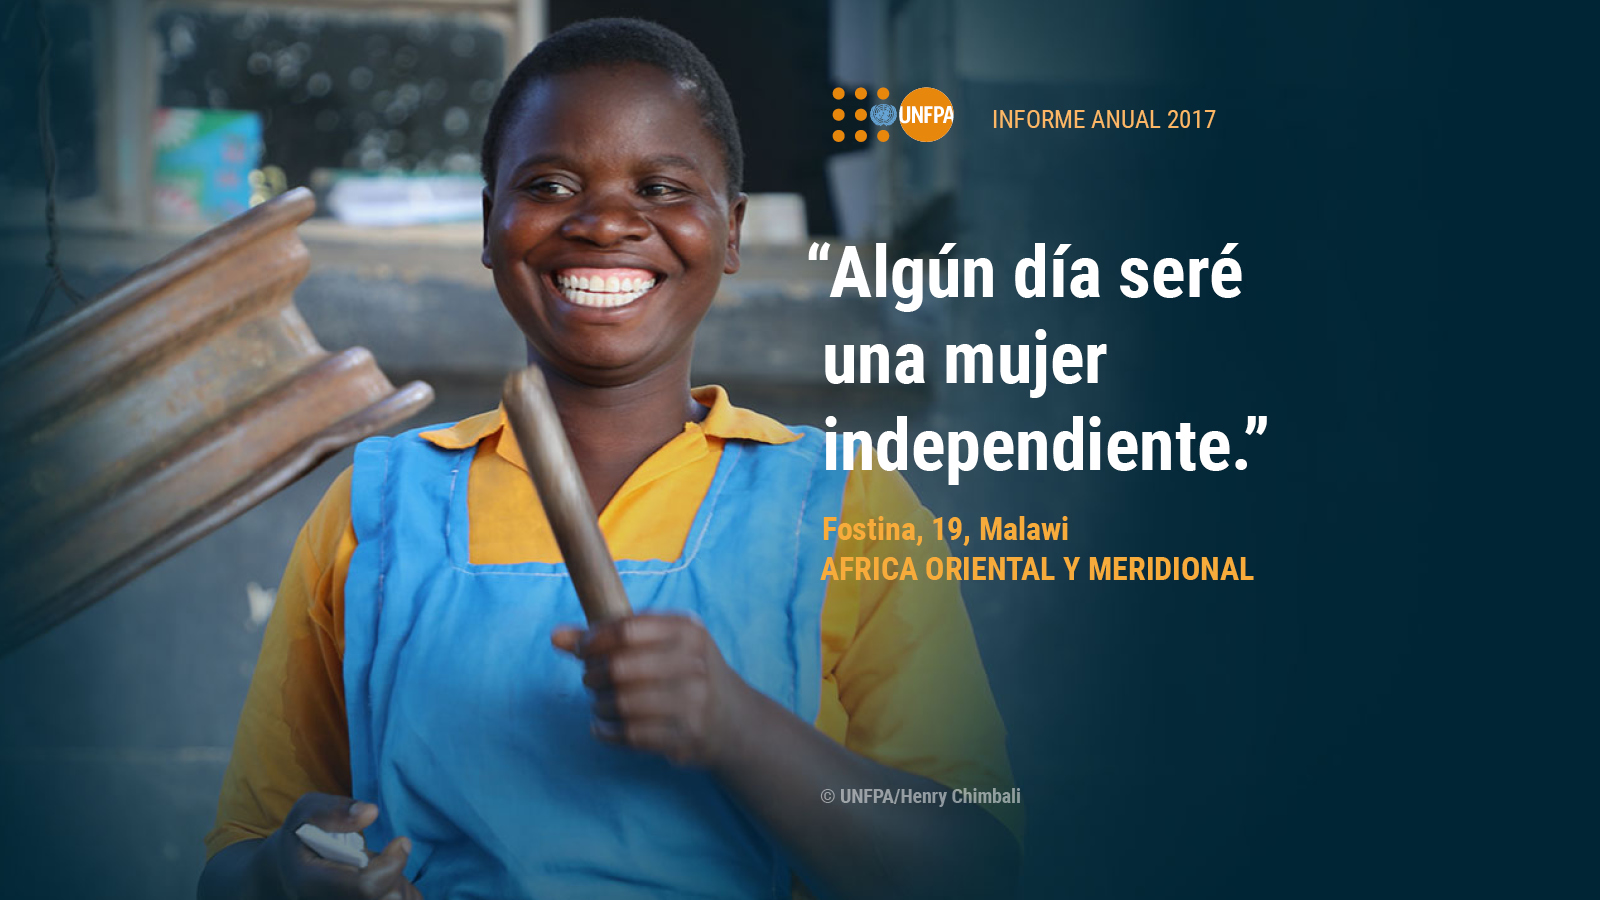 UNFPA
INFORME ANUAL 2017
“Algún día seré
una mujer
independiente.”
Fostina, 19, Malawi
AFRICA ORIENTAL Y MERIDIONAL
© UNFPA/Henry Chimbali